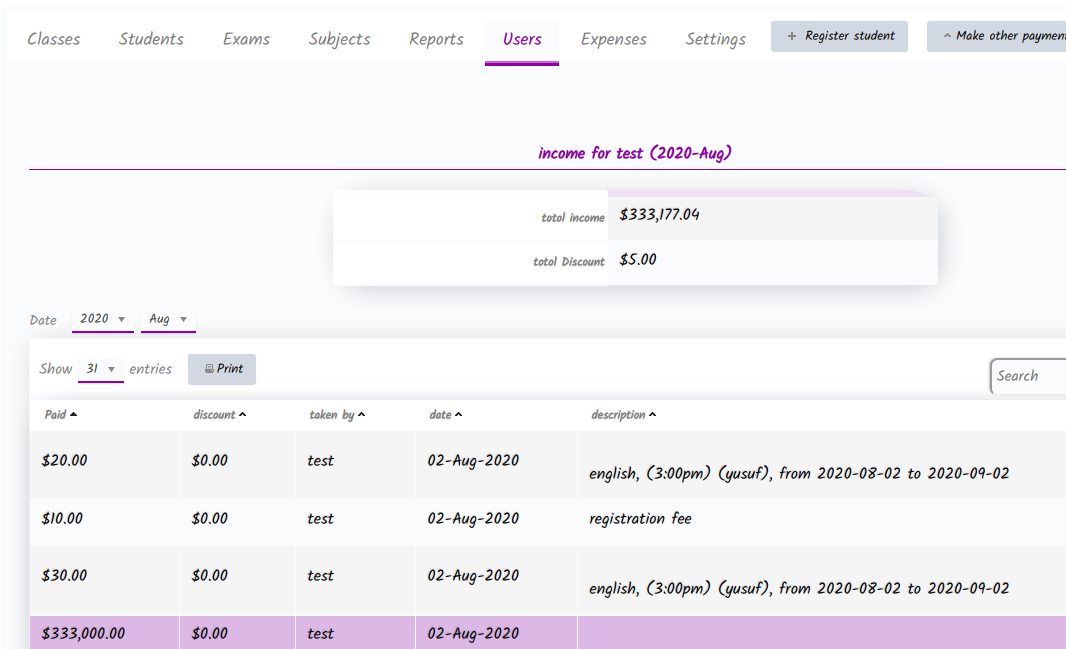 Classes Students Exams Subjects Reports Users Expenses Settings + Register student ^ Make other paymen
income for test (2020-Aug)
total income $333,177.04
total Discount $5.00
Date 2020 Aug
Show 31 entries Print Search
Paid discount taken by date description
$20.00 $0.00 test 02-Aug-2020 english, (3:00pm) (yusuf), from 2020-08-02 to 2020-09-02
$10.00 $0.00 test 02-Aug-2020 registration fee
$30.00 $0.00 test 02-Aug-2020 english, (3:00pm) (yusuf), from 2020-08-02 to 2020-09-02
$333,000.00 $0.00 test 02-Aug-2020